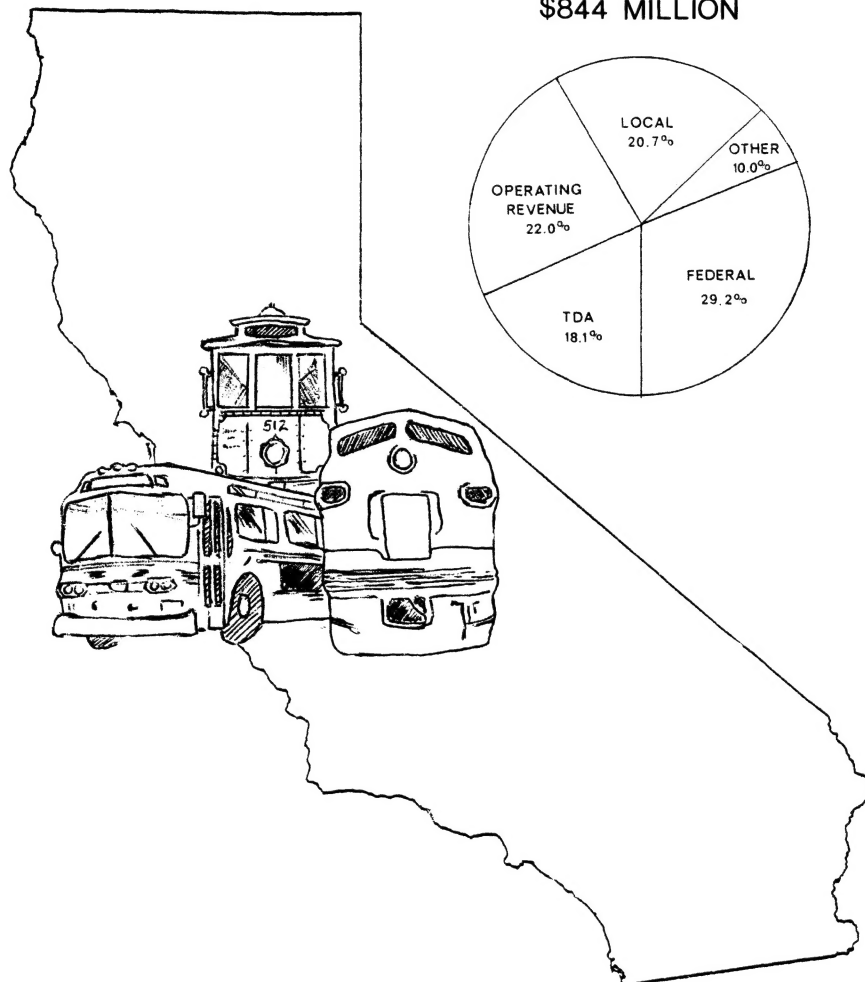 $844 MILLION
LOCAL
20.7%
OTHER
10.0%
OPERATING
REVENUE
22.0%
FEDERAL
29.2%
TDA
18.1%
512